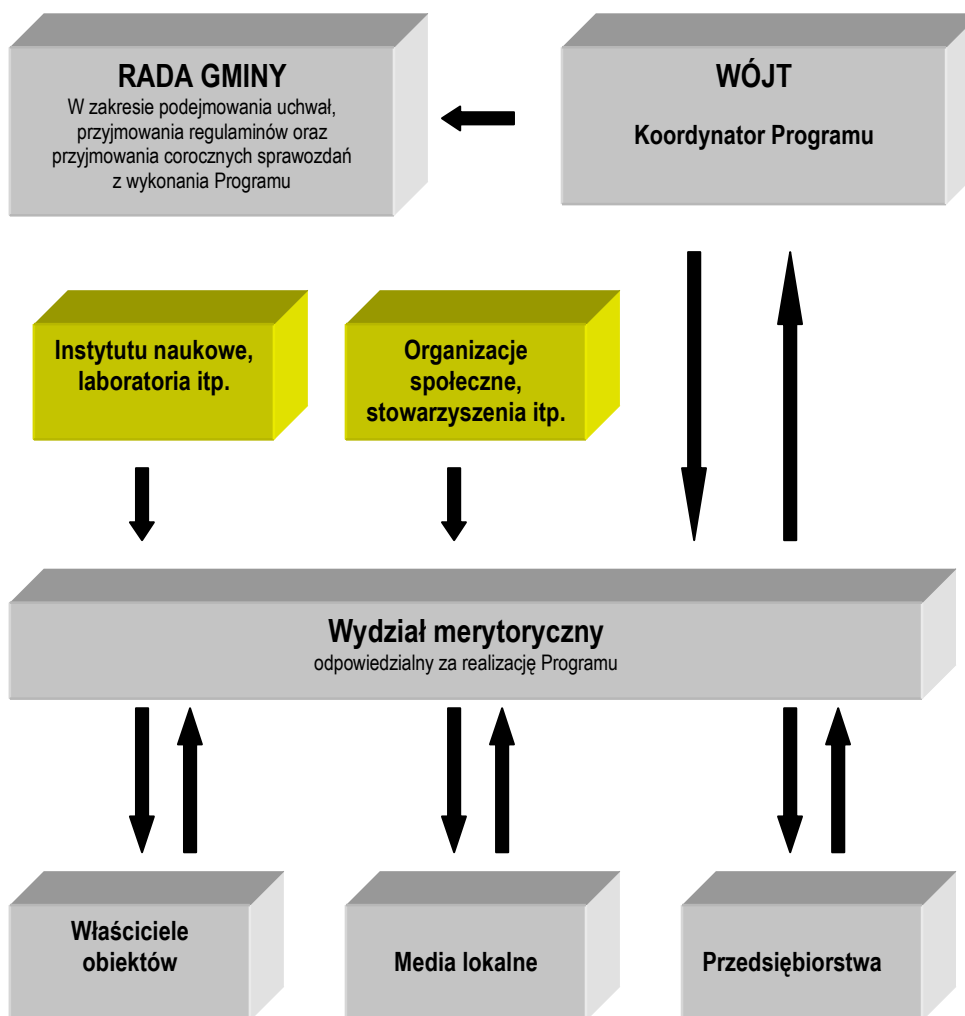 RADA GMINY
W zakresie podejmowania uchwał,
przyjmowania regulaminów oraz
przyjmowania corocznych sprawozdań
z wykonania Programu
WÓJT
Koordynator Programu
Instytutu naukowe,
laboratoria itp.
Organizacje
społeczne,
stowarzyszenia itp.
Wydział merytoryczny
odpowiedzialny za realizację Programu
Właściciele
obiektów
Media lokalne
Przedsiębiorstwa